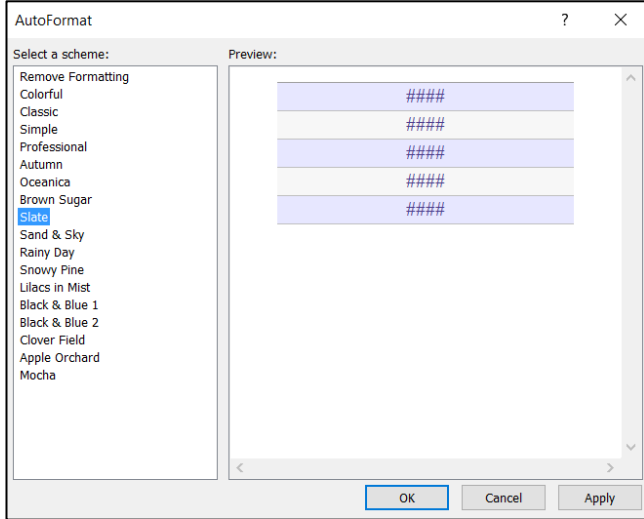 AutoFormat ? ×
Select a scheme: Preview:
Remove Formatting
Colorful
Classic
Simple
Professional
Autumn
Oceanica
Brown Sugar
Slate
Sand & Sky
Rainy Day
Snowy Pine
Lilacs in Mist
Black & Blue 1
Black & Blue 2
Clover Field
Apple Orchard
Mocha
####
####
####
####
####
OK Cancel Apply